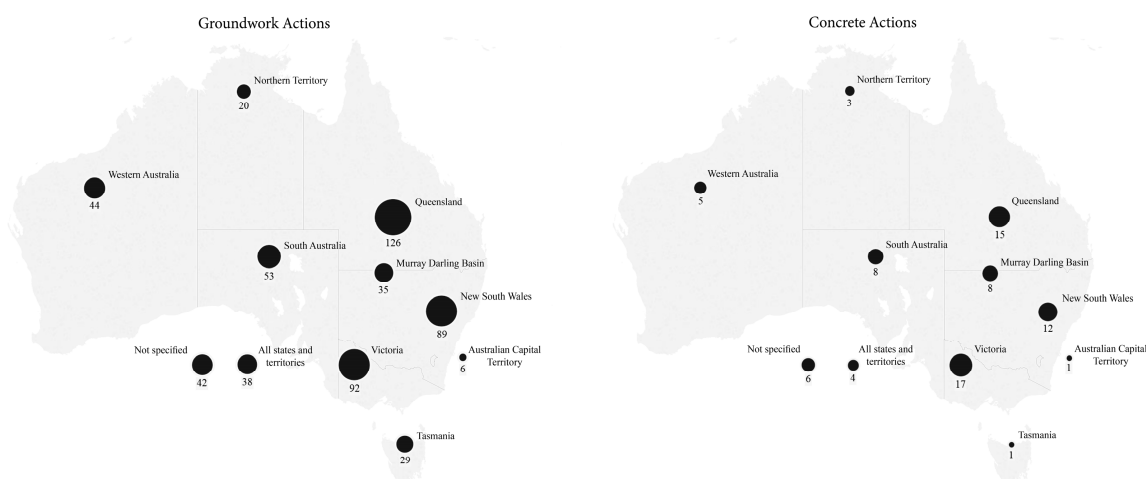 Groundwork Actions
Northern Territory
20
Western Australia
44
Queensland
126
South Australia
53
Murray Darling Basin
35
New South Wales
89
Not specified
42
All states and
territories
38
Victoria
92
Australian Capital
Territory
6
Tasmania
29
Concrete Actions
Northern Territory
3
Western Australia
5
Queensland
15
South Australia
8
Murray Darling Basin
8
New South Wales
12
Not specified
6
All states and
territories
4
Victoria
17
Australian Capital
Territory
1
Tasmania
1